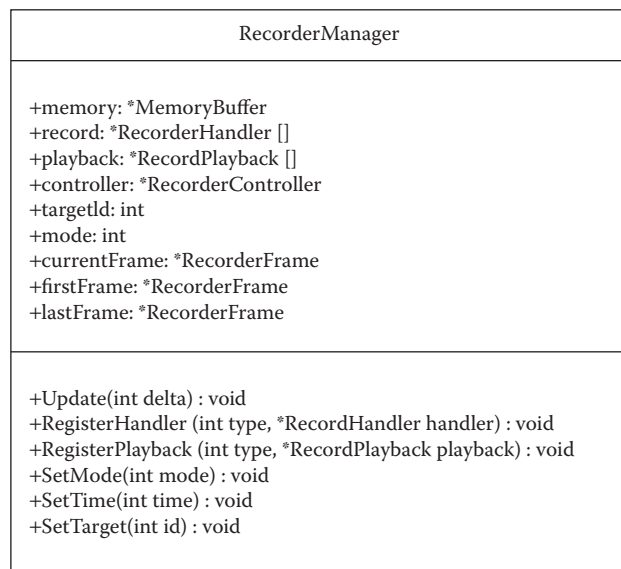 RecorderManager
+memory: *MemoryBuffer
+record: *RecorderHandler []
+playback: *RecordPlayback []
+controller: *RecorderController
+targetId: int
+mode: int
+currentFrame: *RecorderFrame
+firstFrame: *RecorderFrame
+lastFrame: *RecorderFrame
+Update(int delta) : void
+RegisterHandler (int type, *RecordHandler handler) : void
+RegisterPlayback (int type, *RecordPlayback playback) : void
+SetMode(int mode) : void
+SetTime(int time) : void
+SetTarget(int id) : void